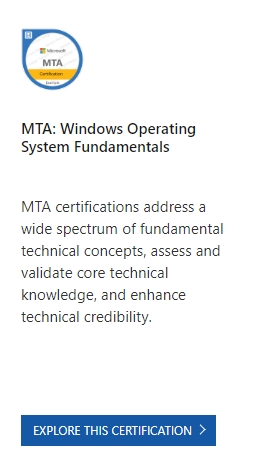 Microsoft
MTA
Certification
MTA: Windows Operating
System Fundamentals
MTA certifications address a
wide spectrum of fundamental
technical concepts, assess and
validate core technical
knowledge, and enhance
technical credibility.
EXPLORE THIS CERTIFICATION